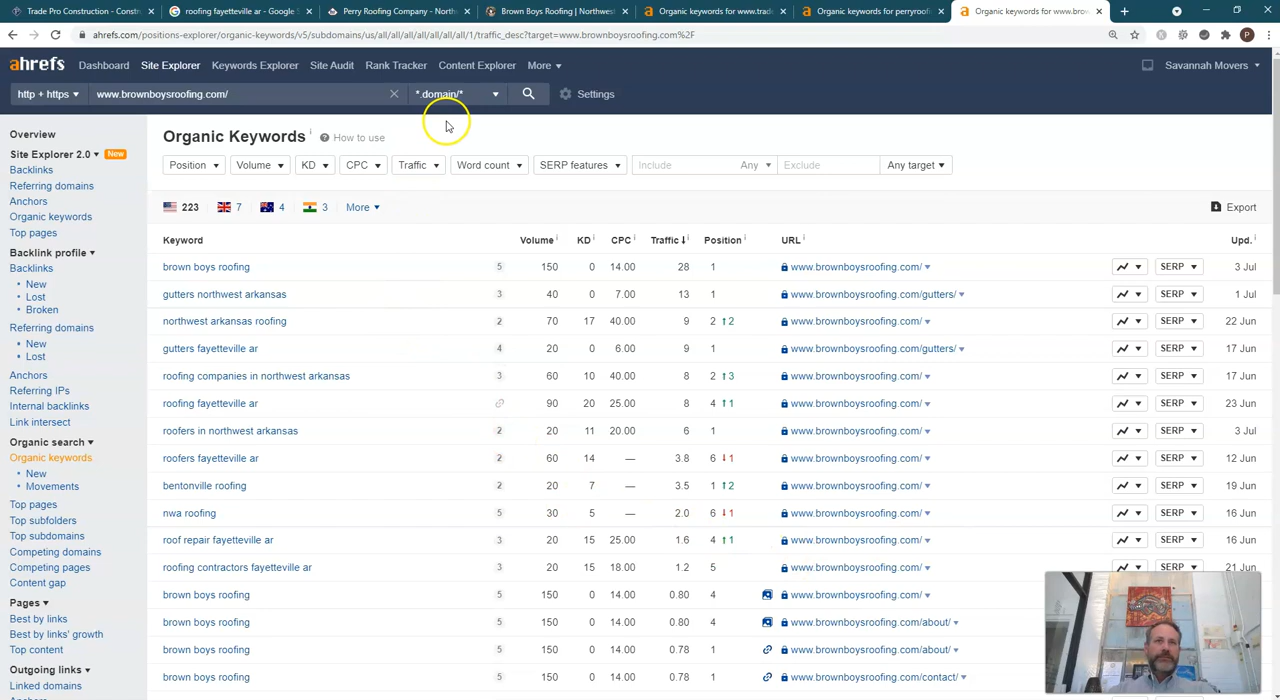 Trade Pro Construction - Comm
roofing fayetteville ar - Google S
Perry Roofing Company - North
Brown Boys Roofing | Northwest
Organic keywords for www.trade
Organic keywords for perryroofi
Organic keywords for www.brow
ahrefs.com/positions-explorer/organic-keywords/v5/subdomains/us/all/all/all/all/all/all/all/1/traffic_desc?target=www.brownboysroofing.com%2F
ahrefs Dashboard Site Explorer Keywords Explorer Site Audit Rank Tracker Content Explorer More Savannah Movers
http + https www.brownboysroofing.com/ *.domain/* Settings
Overview
Site Explorer 2.0 New
Backlinks
Referring domains
Anchors
Organic keywords
Top pages
Backlink profile
Backlinks
New
Lost
Broken
Referring domains
New
Lost
Anchors
Referring IPs
Internal backlinks
Link intersect
Organic search
Organic keywords
New
Movements
Top pages
Top subfolders
Top subdomains
Competing domains
Competing pages
Content gap
Pages
Best by links
Best by links' growth
Top content
Outgoing links
Linked domains
Organic Keywords How to use
Position Volume KD CPC Traffic Word count SERP features Include Any Exclude Any target
223 7 4 3 More Export
Keyword Volume KD CPC Traffic Position URL Upd.
brown boys roofing 5 150 0 14.00 28 1 www.brownboysroofing.com/ SERP 3 Jul
gutters northwest arkansas 3 40 0 7.00 13 1 www.brownboysroofing.com/gutters/ SERP 1 Jul
northwest arkansas roofing 2 70 17 40.00 9 2 ↑2 www.brownboysroofing.com/ SERP 22 Jun
gutters fayetteville ar 4 20 0 6.00 9 1 www.brownboysroofing.com/gutters/ SERP 17 Jun
roofing companies in northwest arkansas 3 60 10 40.00 8 2 ↑3 www.brownboysroofing.com/ SERP 17 Jun
roofing fayetteville ar 90 20 25.00 8 4 ↑1 www.brownboysroofing.com/ SERP 23 Jun
roofers in northwest arkansas 2 20 11 20.00 6 1 www.brownboysroofing.com/ SERP 3 Jul
roofers fayetteville ar 2 60 14 — 3.8 6 ↓1 www.brownboysroofing.com/ SERP 12 Jun
bentonville roofing 2 20 7 — 3.5 1 ↑2 www.brownboysroofing.com/ SERP 19 Jun
nwa roofing 5 30 5 — 2.0 6 ↓1 www.brownboysroofing.com/ SERP 16 Jun
roof repair fayetteville ar 3 20 15 25.00 1.6 4 ↑1 www.brownboysroofing.com/ SERP 16 Jun
roofing contractors fayetteville ar 3 20 15 18.00 1.2 5 www.brownboysroofing.com/ SERP 21 Jun
brown boys roofing 5 150 0 14.00 0.80 4 www.brownboysroofing.com/
brown boys roofing 5 150 0 14.00 0.80 4 www.brownboysroofing.com/about/
brown boys roofing 5 150 0 14.00 0.78 1 www.brownboysroofing.com/about/
brown boys roofing 5 150 0 14.00 0.78 1 www.brownboysroofing.com/contact/